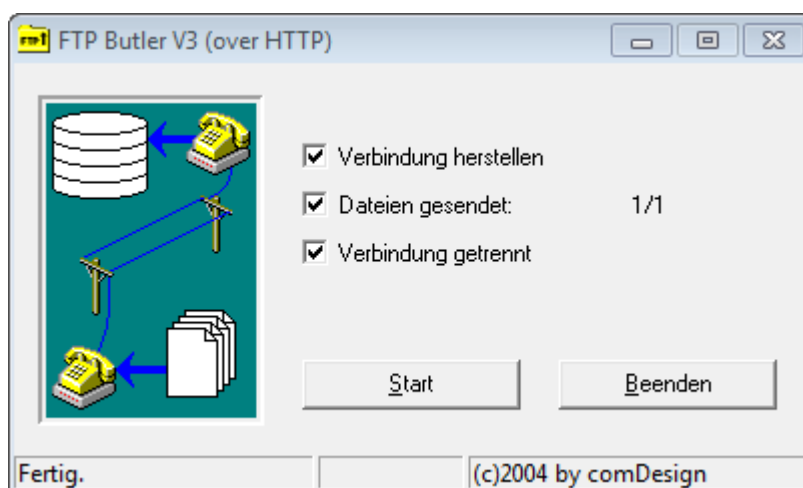 FTP Butler V3 (over HTTP)
Verbindung herstellen
Dateien gesendet: 1/1
Verbindung getrennt
Start Beenden
Fertig. (c)2004 by comDesign